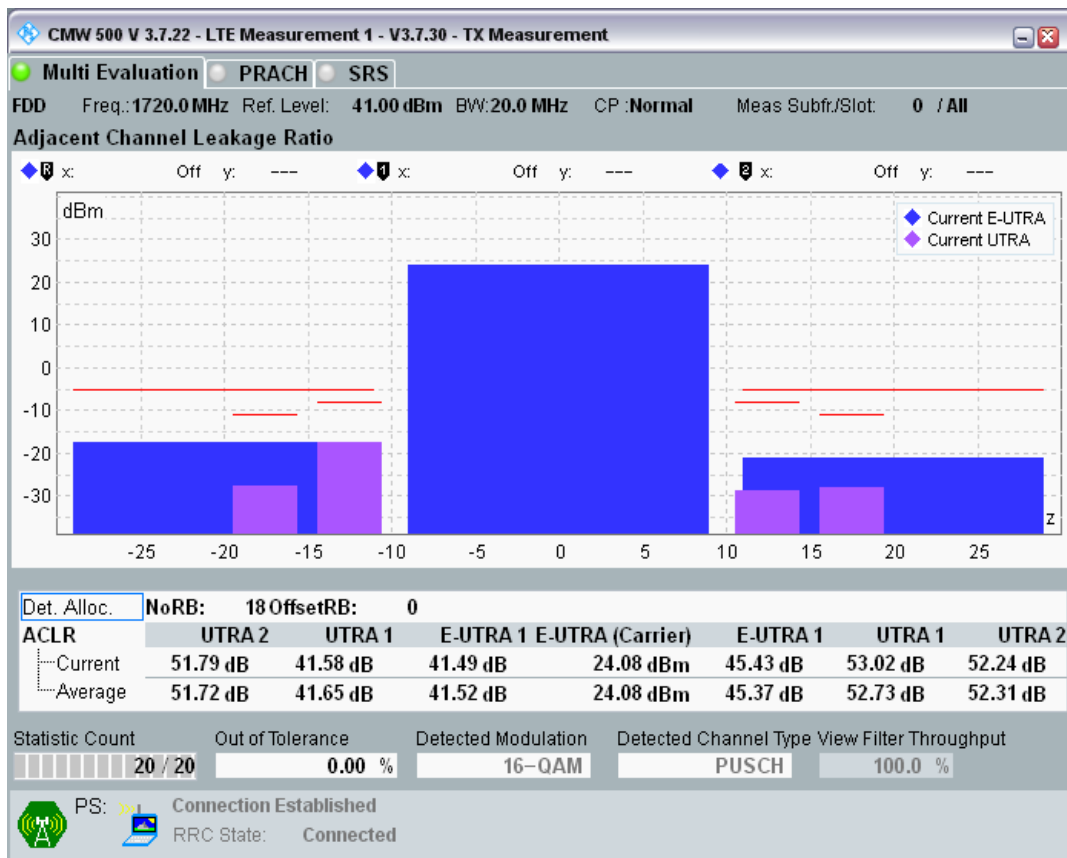 CMW 500 V 3.7.22 - LTE Measurement 1 - V3.7.30 - TX Measurement
Multi Evaluation PRACH SRS
FDD Freq.:1720.0 MHz Ref. Level: 41.00 dBm BW:20.0 MHz CP :Normal Meas Subfr./Slot: 0 / All
Adjacent Channel Leakage Ratio
R x: Off y: --- 1 x: Off y: --- 2 x: Off y: ---
dBm
Current E-UTRA
Current UTRA
30
20
10
0
-10
-20
-30
z
-25 -20 -15 -10 -5 0 5 10 15 20 25
Det. Alloc. NoRB: 18 OffsetRB: 0
ACLR UTRA 2 UTRA 1 E-UTRA 1 E-UTRA (Carrier) E-UTRA 1 UTRA 1 UTRA 2
Current 51.79 dB 41.58 dB 41.49 dB 24.08 dBm 45.43 dB 53.02 dB 52.24 dB
Average 51.72 dB 41.65 dB 41.52 dB 24.08 dBm 45.37 dB 52.73 dB 52.31 dB
Statistic Count Out of Tolerance Detected Modulation Detected Channel Type View Filter Throughput
20 / 20 0.00 % 16-QAM PUSCH 100.0 %
PS: Connection Established
RRC State: Connected